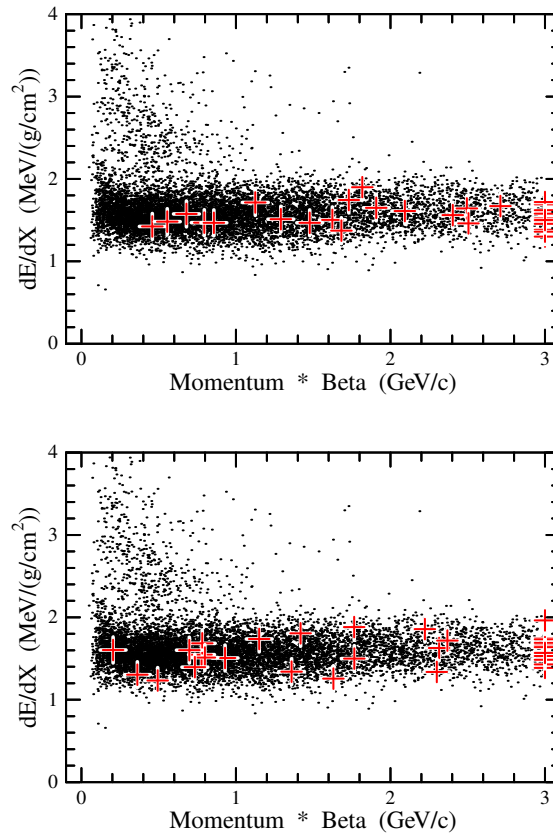 4
3
2
1
0
dE/dX (MeV/(g/cm²))
0 1 2 3
Momentum * Beta (GeV/c)
4
3
2
1
0
dE/dX (MeV/(g/cm²))
0 1 2 3
Momentum * Beta (GeV/c)